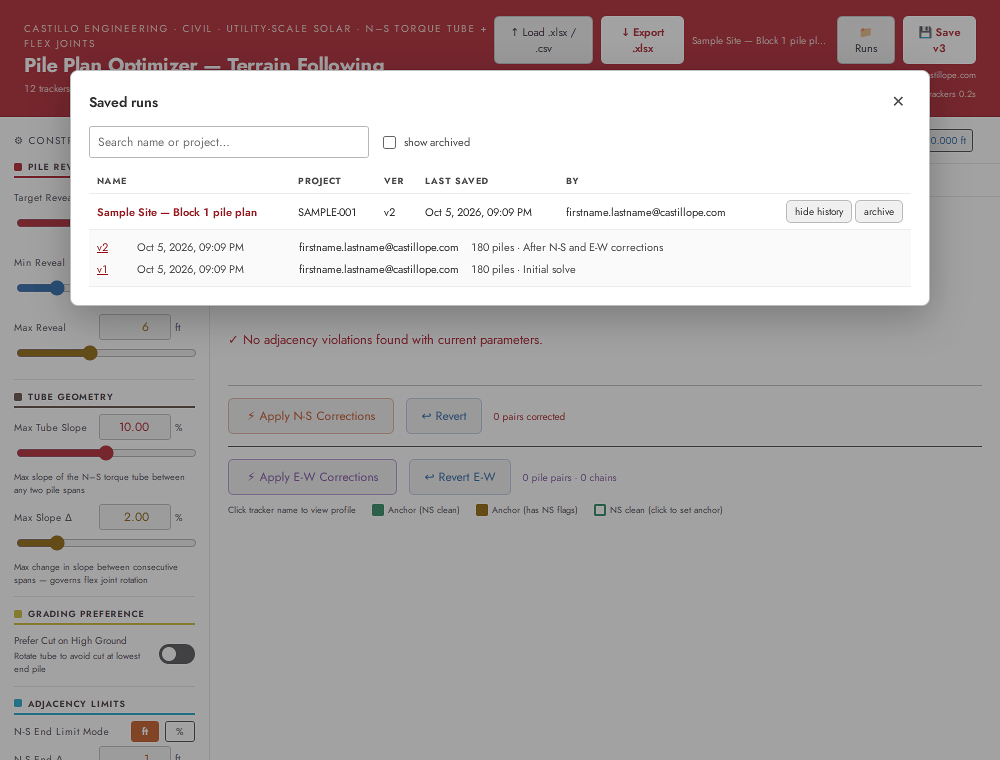 CASTILLO ENGINEERING · CIVIL · UTILITY-SCALE SOLAR · N–S TORQUE TUBE +
FLEX JOINTS
Pile Plan Optimizer — Terrain Following
12 trackers
↑ Load .xlsx /
.csv
↓ Export
.xlsx
Sample Site — Block 1 pile pl...
📁
Runs
💾 Save
v3
astillope.com
rackers 0.2s
Saved runs
✕
Search name or project...
show archived
NAME PROJECT VER LAST SAVED BY
Sample Site — Block 1 pile plan SAMPLE-001 v2 Oct 5, 2026, 09:09 PM firstname.lastname@castillope.com hide history archive
v2 Oct 5, 2026, 09:09 PM firstname.lastname@castillope.com 180 piles · After N-S and E-W corrections
v1 Oct 5, 2026, 09:09 PM firstname.lastname@castillope.com 180 piles · Initial solve
⚙ CONSTR
0.000 ft
PILE REV
Target Revea
Min Reveal
Max Reveal 6 ft
TUBE GEOMETRY
Max Tube Slope 10.00 %
Max slope of the N–S torque tube between
any two pile spans
Max Slope Δ 2.00 %
Max change in slope between consecutive
spans — governs flex joint rotation
GRADING PREFERENCE
Prefer Cut on High Ground
Rotate tube to avoid cut at lowest
end pile
ADJACENCY LIMITS
N-S End Limit Mode ft %
N-S End Δ 1 ft
✓ No adjacency violations found with current parameters.
⚡ Apply N-S Corrections ↩ Revert 0 pairs corrected
⚡ Apply E-W Corrections ↩ Revert E-W 0 pile pairs · 0 chains
Click tracker name to view profile Anchor (NS clean) Anchor (has NS flags) NS clean (click to set anchor)